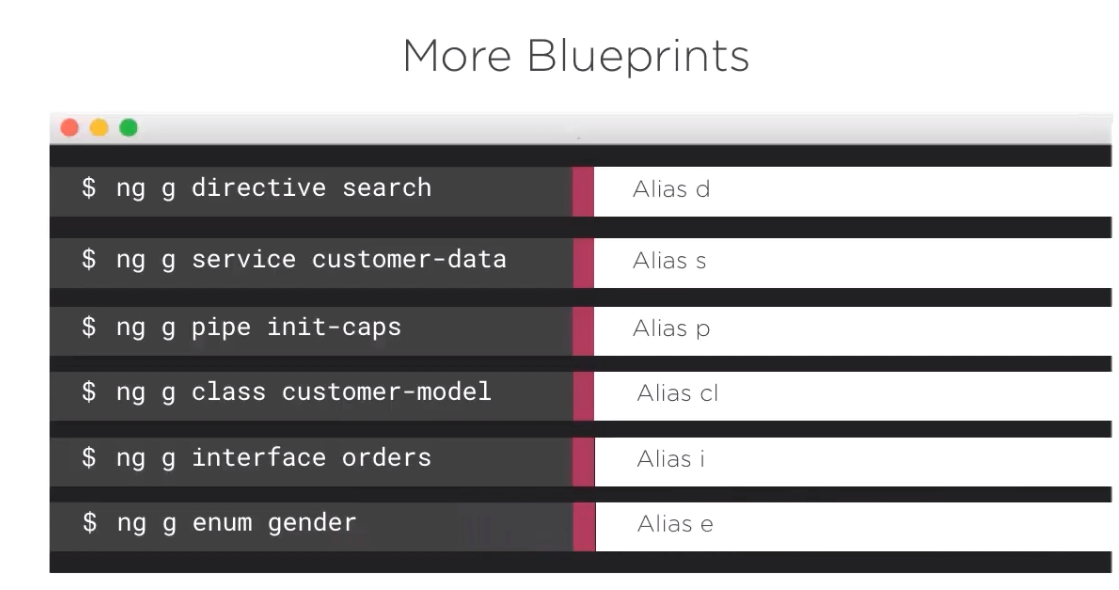 More Blueprints
$ ng g directive search Alias d
$ ng g service customer-data Alias s
$ ng g pipe init-caps Alias p
$ ng g class customer-model Alias cl
$ ng g interface orders Alias i
$ ng g enum gender Alias e